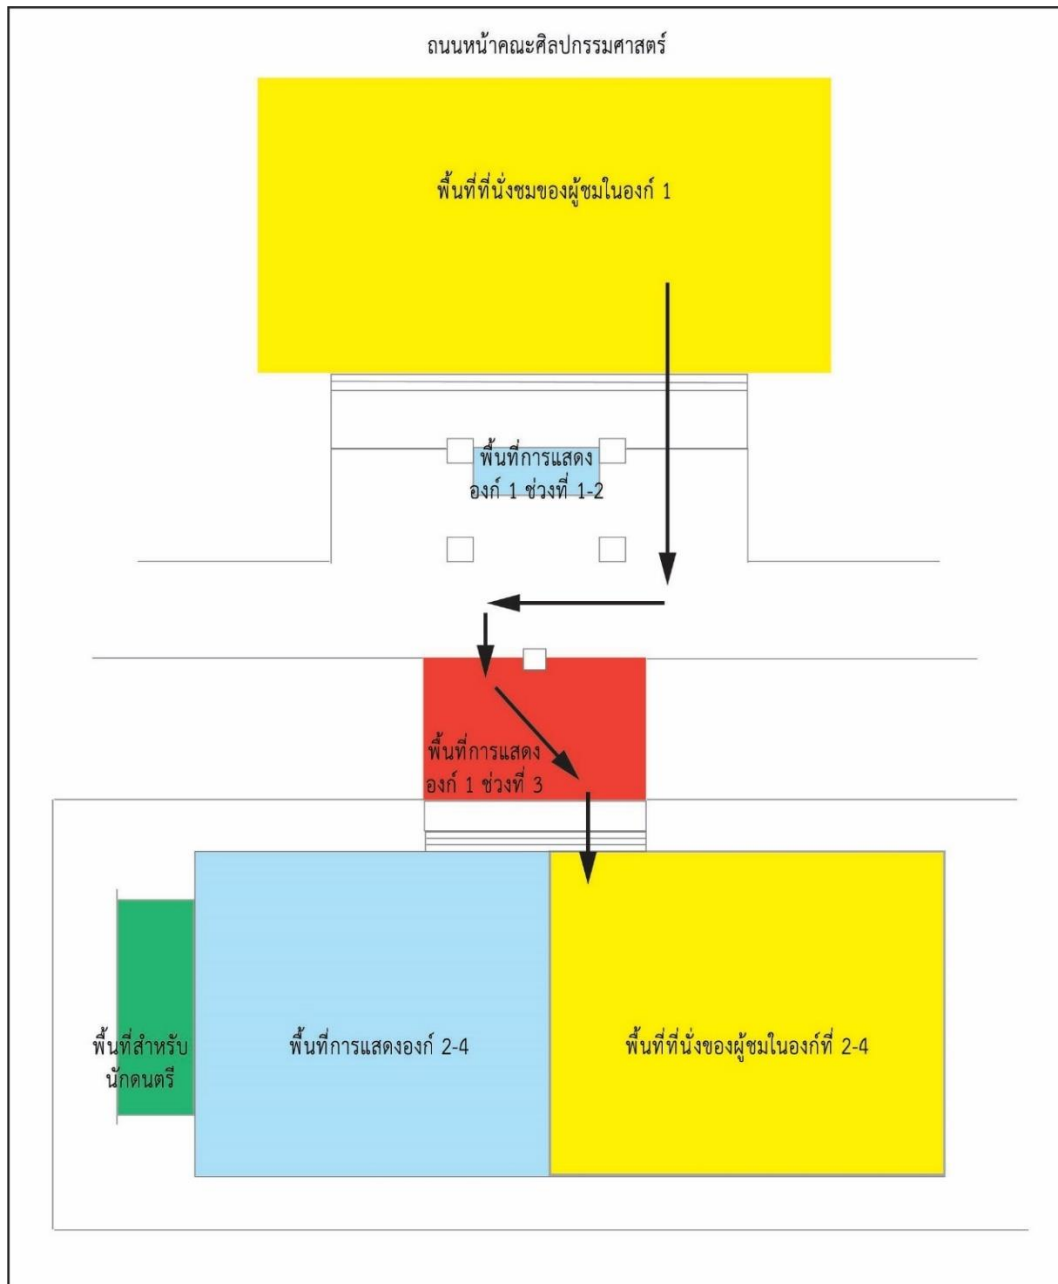 ถนนหน้าคณะศิลปกรรมศาสตร์
พื้นที่ที่นั่งชมของผู้ชมในองก์ 1
พื้นที่การแสดง
องก์ 1 ช่วงที่ 1-2
พื้นที่การแสดง
องก์ 1 ช่วงที่ 3
พื้นที่สำหรับ
นักดนตรี
พื้นที่การแสดงองก์ 2-4
พื้นที่ที่นั่งของผู้ชมในองก์ที่ 2-4